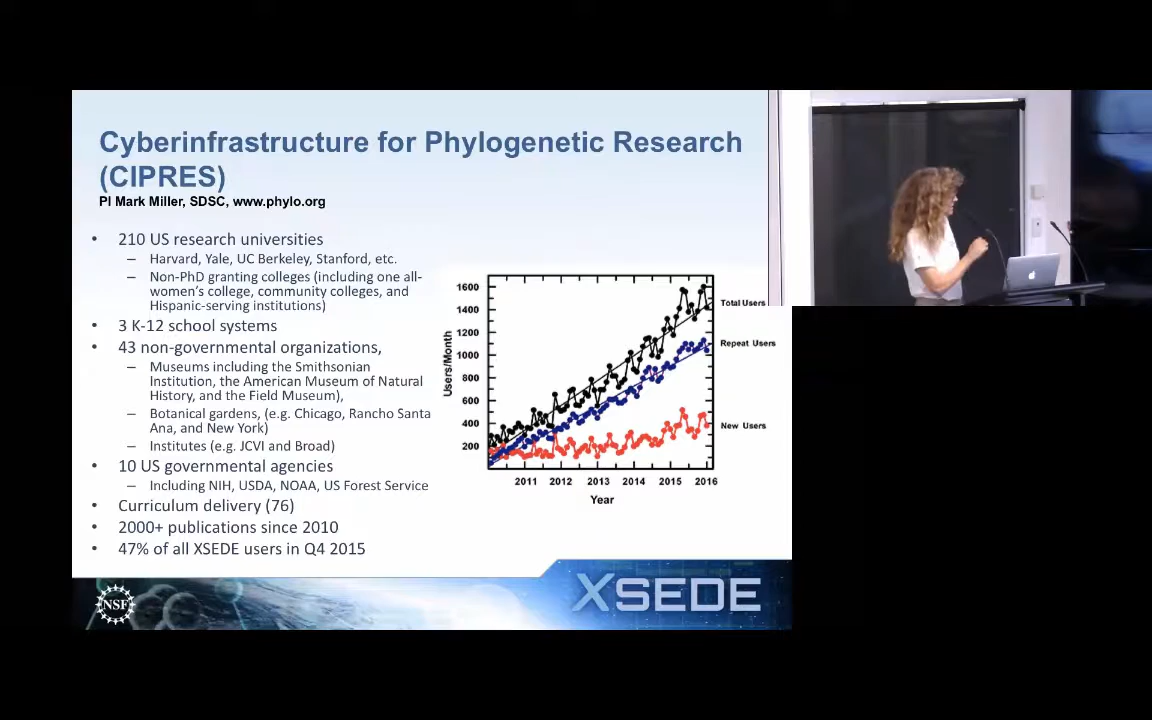 Cyberinfrastructure for Phylogenetic Research
(CIPRES)
PI Mark Miller, SDSC, www.phylo.org
• 210 US research universities
– Harvard, Yale, UC Berkeley, Stanford, etc.
– Non-PhD granting colleges (including one all-
women's college, community colleges, and
Hispanic-serving institutions)
• 3 K-12 school systems
• 43 non-governmental organizations,
– Museums including the Smithsonian
Institution, the American Museum of Natural
History, and the Field Museum),
– Botanical gardens, (e.g. Chicago, Rancho Santa
Ana, and New York)
– Institutes (e.g. JCVI and Broad)
• 10 US governmental agencies
– Including NIH, USDA, NOAA, US Forest Service
• Curriculum delivery (76)
• 2000+ publications since 2010
• 47% of all XSEDE users in Q4 2015
Users/Month
1600
1400
1200
1000
800
600
400
200
2011 2012 2013 2014 2015 2016
Year
Total Users
Repeat Users
New Users
NSF
XSEDE